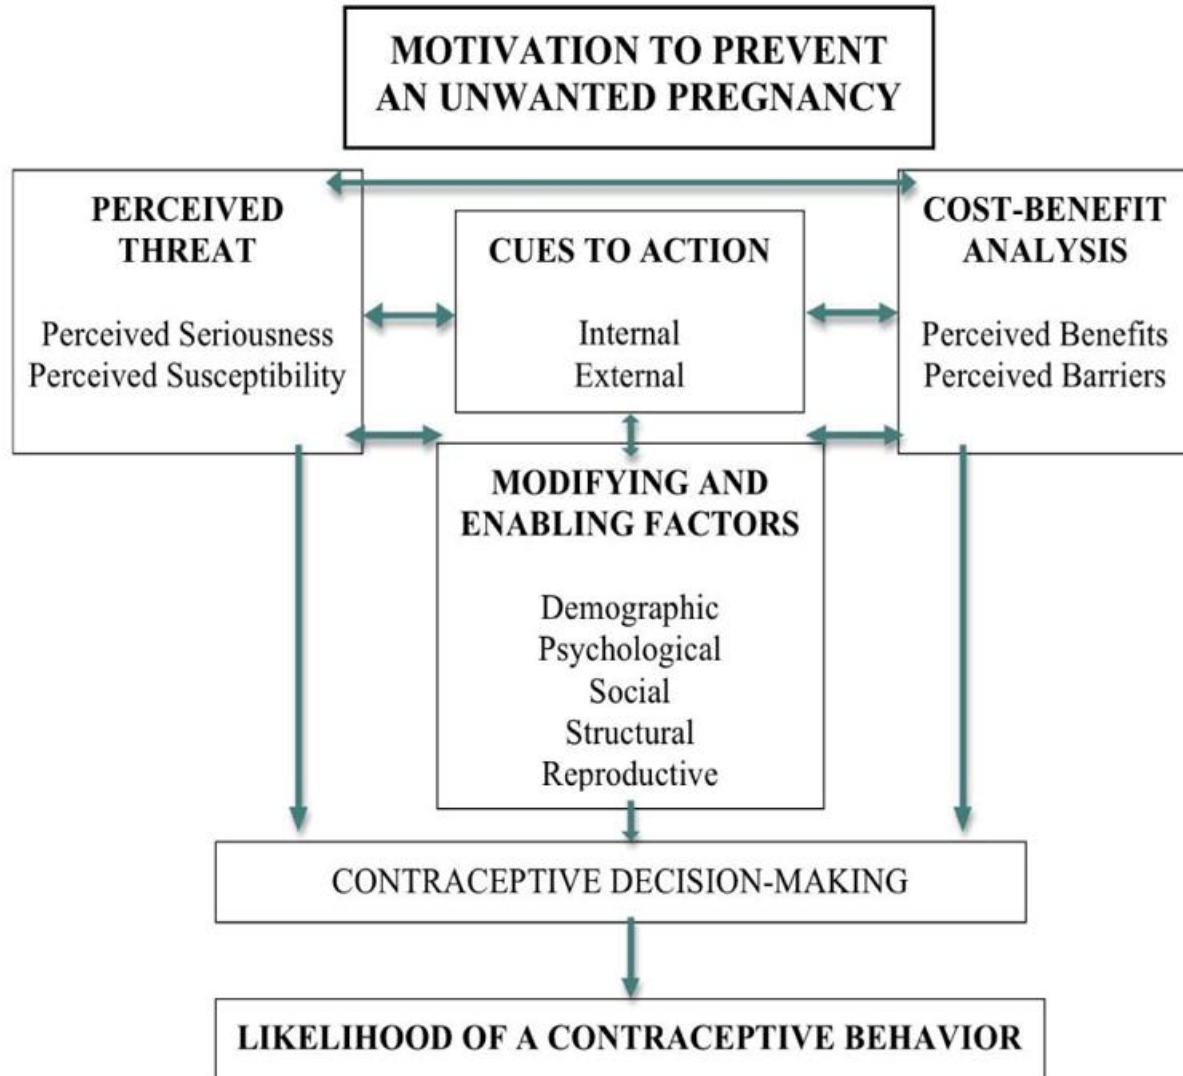 MOTIVATION TO PREVENT
AN UNWANTED PREGNANCY
PERCEIVED
THREAT
Perceived Seriousness
Perceived Susceptibility
CUES TO ACTION
Internal
External
COST-BENEFIT
ANALYSIS
Perceived Benefits
Perceived Barriers
MODIFYING AND
ENABLING FACTORS
Demographic
Psychological
Social
Structural
Reproductive
CONTRACEPTIVE DECISION-MAKING
LIKELIHOOD OF A CONTRACEPTIVE BEHAVIOR